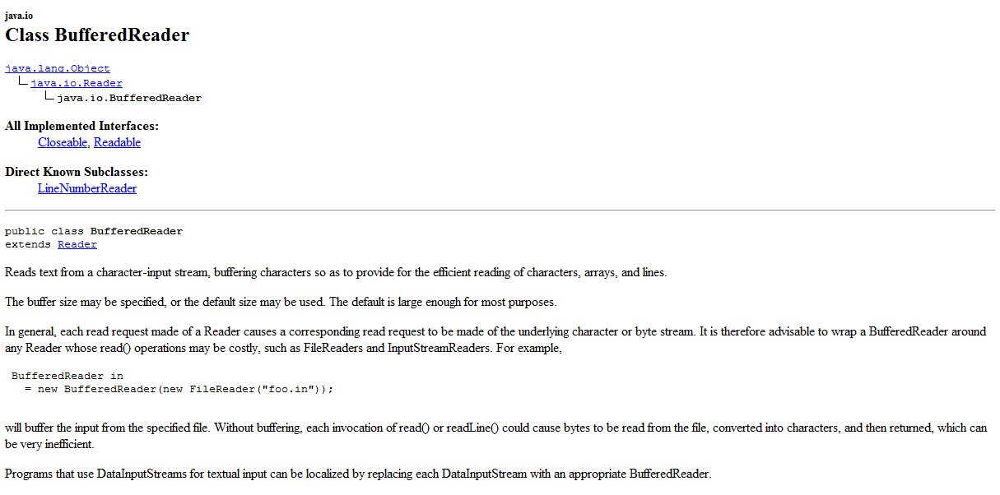 java.io
Class BufferedReader
java.lang.Object
java.io.Reader
java.io.BufferedReader
All Implemented Interfaces:
Closeable, Readable
Direct Known Subclasses:
LineNumberReader
public class BufferedReader
extends Reader
Reads text from a character-input stream, buffering characters so as to provide for the efficient reading of characters, arrays, and lines.
The buffer size may be specified, or the default size may be used. The default is large enough for most purposes.
In general, each read request made of a Reader causes a corresponding read request to be made of the underlying character or byte stream. It is therefore advisable to wrap a BufferedReader around
any Reader whose read() operations may be costly, such as FileReaders and InputStreamReaders. For example,
BufferedReader in
= new BufferedReader(new FileReader("foo.in"));
will buffer the input from the specified file. Without buffering, each invocation of read() or readLine() could cause bytes to be read from the file, converted into characters, and then returned, which can
be very inefficient.
Programs that use DataInputStreams for textual input can be localized by replacing each DataInputStream with an appropriate BufferedReader.